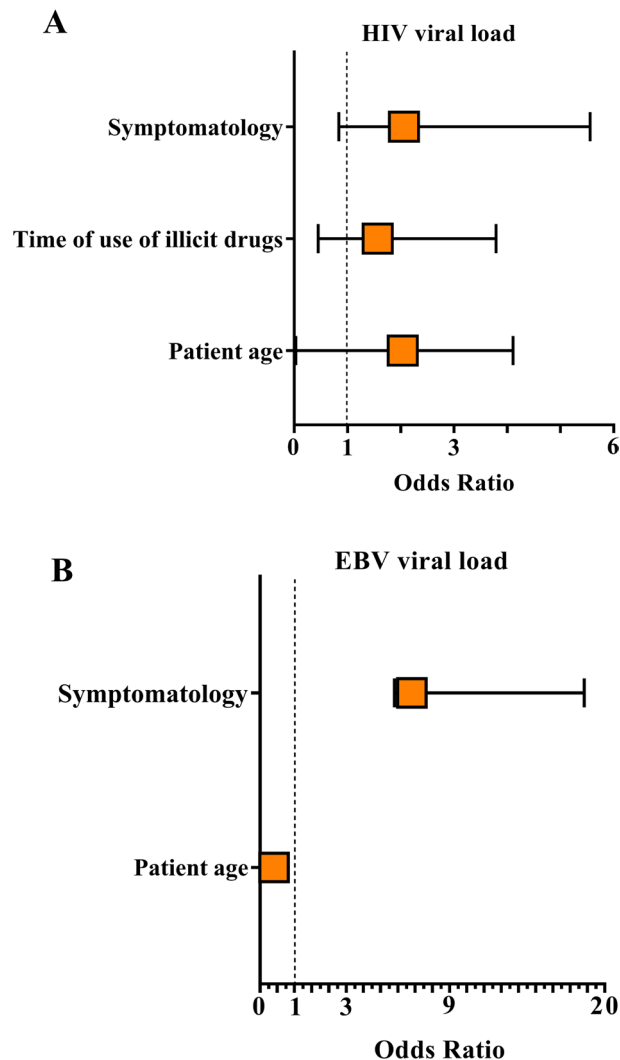 A
HIV viral load
Symptomatology
Time of use of illicit drugs
Patient age
0 1 3 6
Odds Ratio
B
EBV viral load
Symptomatology
Patient age
0 1 3 9 20
Odds Ratio